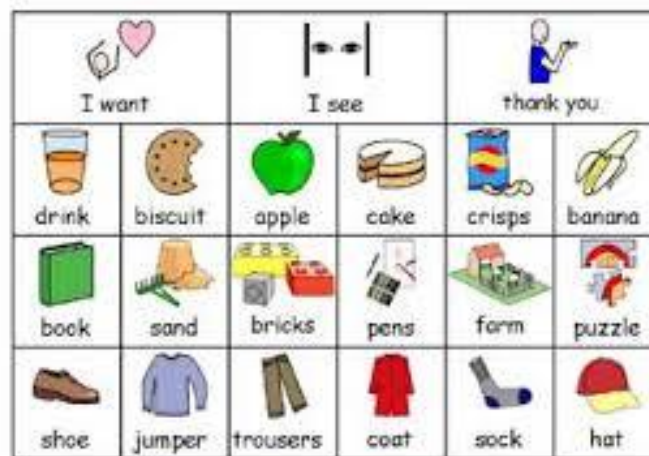 I want I see thank you
drink biscuit apple cake crisps banana
book sand bricks pens farm puzzle
shoe jumper trousers coat sock hat